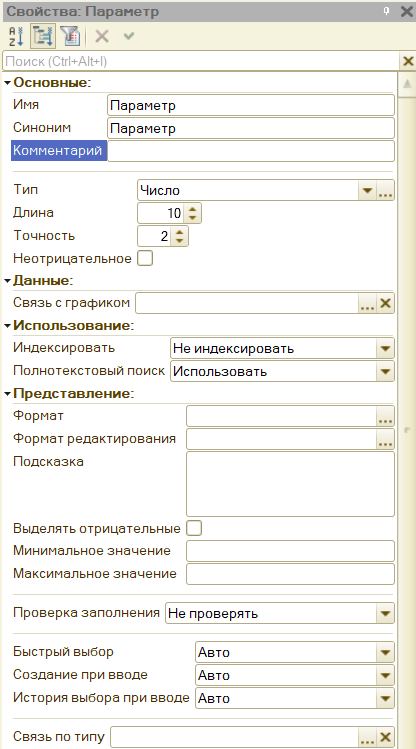 Свойства: Параметр
Поиск (Ctrl+Alt+I)
Основные:
Имя Параметр
Синоним Параметр
Комментарий
Тип Число
Длина 10
Точность 2
Неотрицательное
Данные:
Связь с графиком
Использование:
Индексировать Не индексировать
Полнотекстовый поиск Использовать
Представление:
Формат
Формат редактирования
Подсказка
Выделять отрицательные
Минимальное значение
Максимальное значение
Проверка заполнения Не проверять
Быстрый выбор Авто
Создание при вводе Авто
История выбора при вводе Авто
Связь по типу